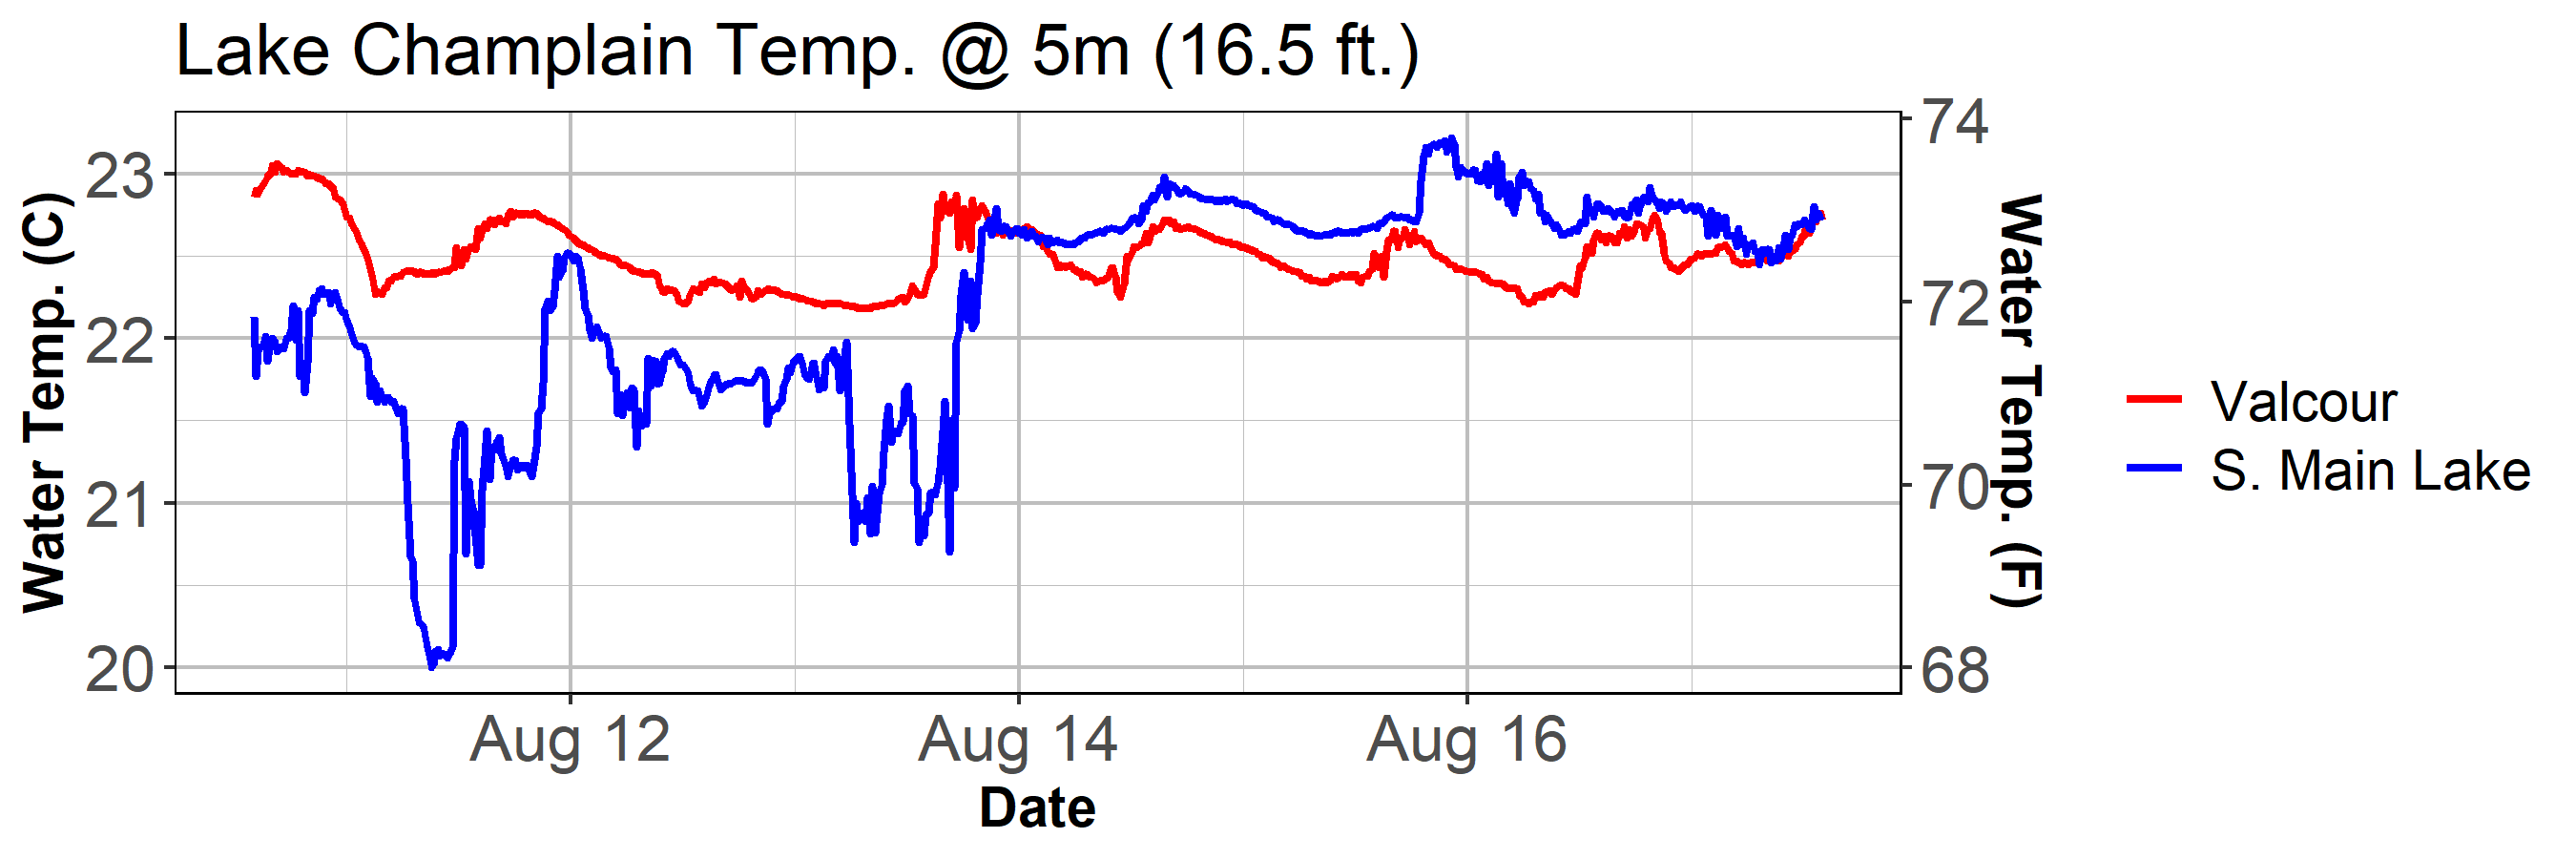 Lake Champlain Temp. @ 5m (16.5 ft.)
Water Temp. (C)
23
22
21
20
74
72
70
68
Water Temp. (F)
Aug 12
Aug 14
Aug 16
Date
Valcour
S. Main Lake